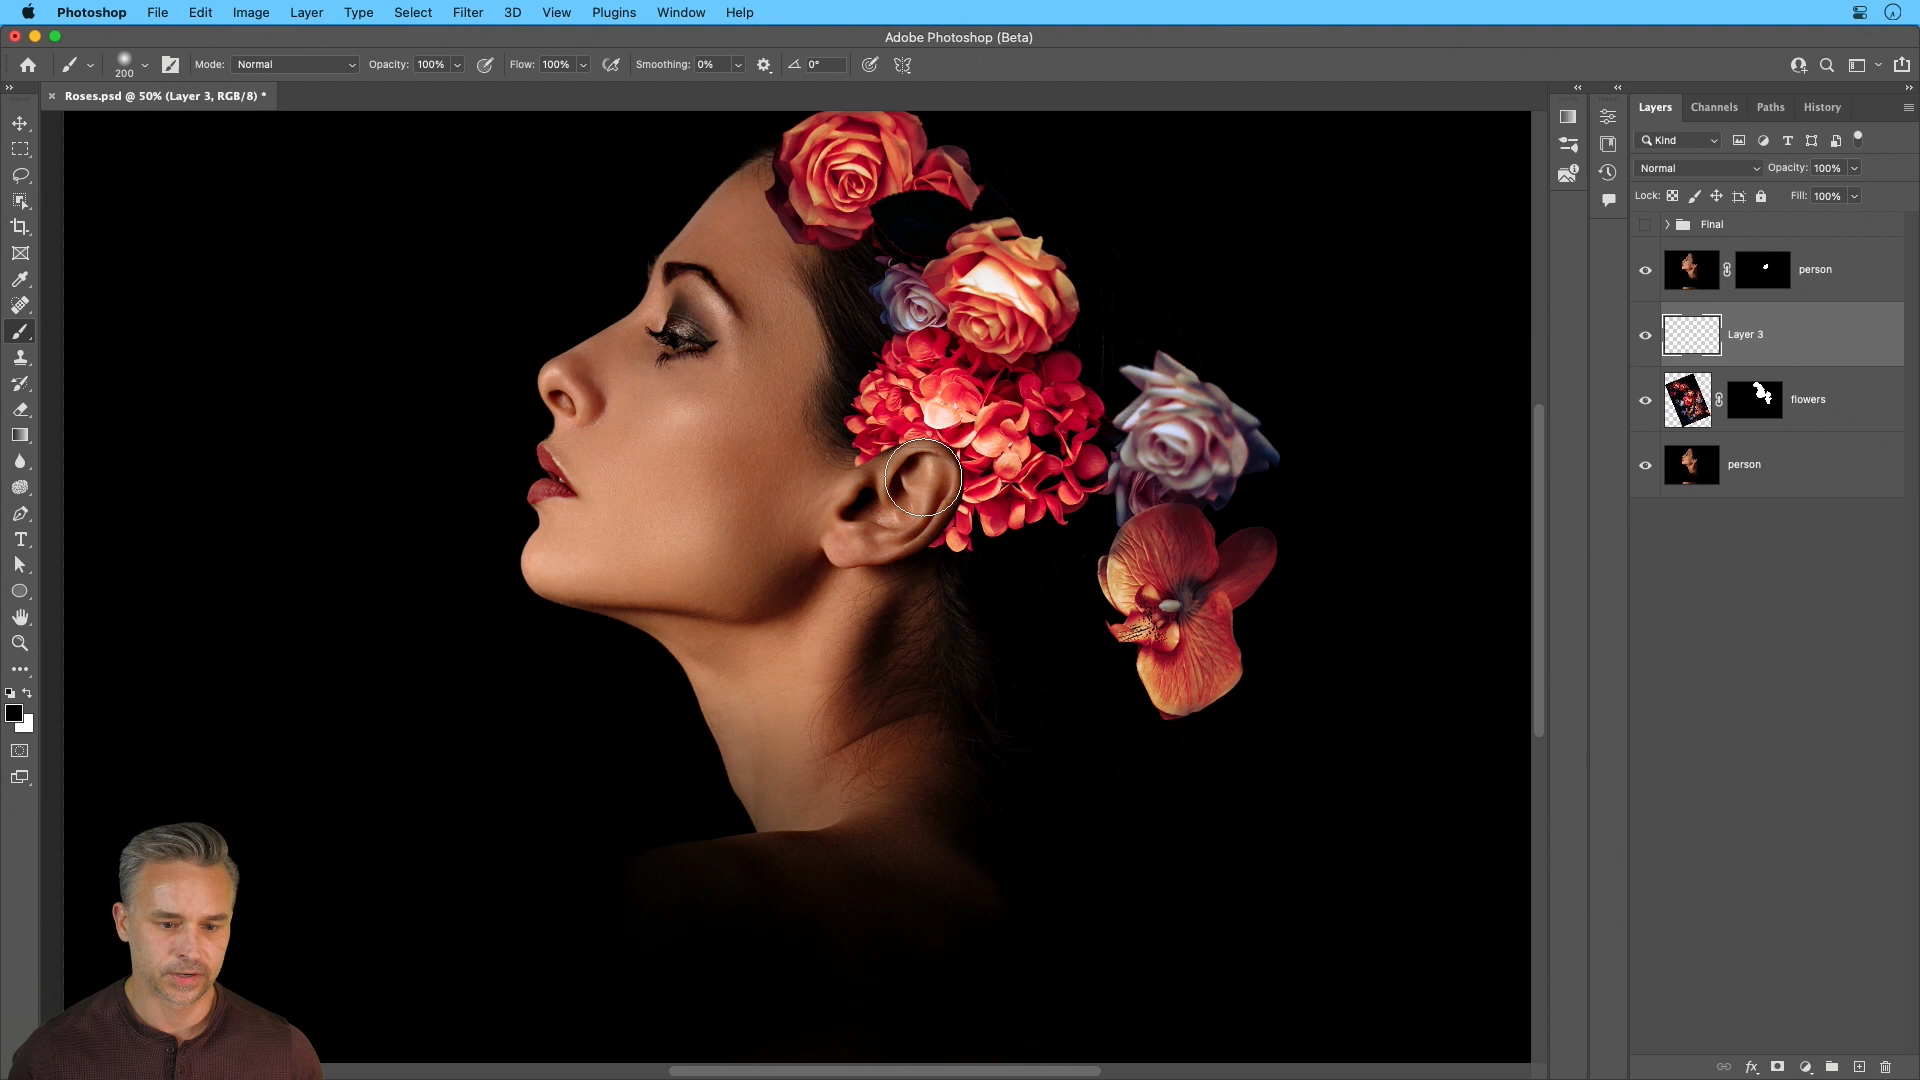 Photoshop File Edit Image Layer Type Select Filter 3D View Plugins Window Help
Adobe Photoshop (Beta)
200 Mode: Normal Opacity: 100% Flow: 100% Smoothing: 0% 0°
Roses.psd @ 50% (Layer 3, RGB/8) *
Layers Channels Paths History
Kind
Normal Opacity: 100%
Lock: Fill: 100%
Final
person
Layer 3
flowers
person